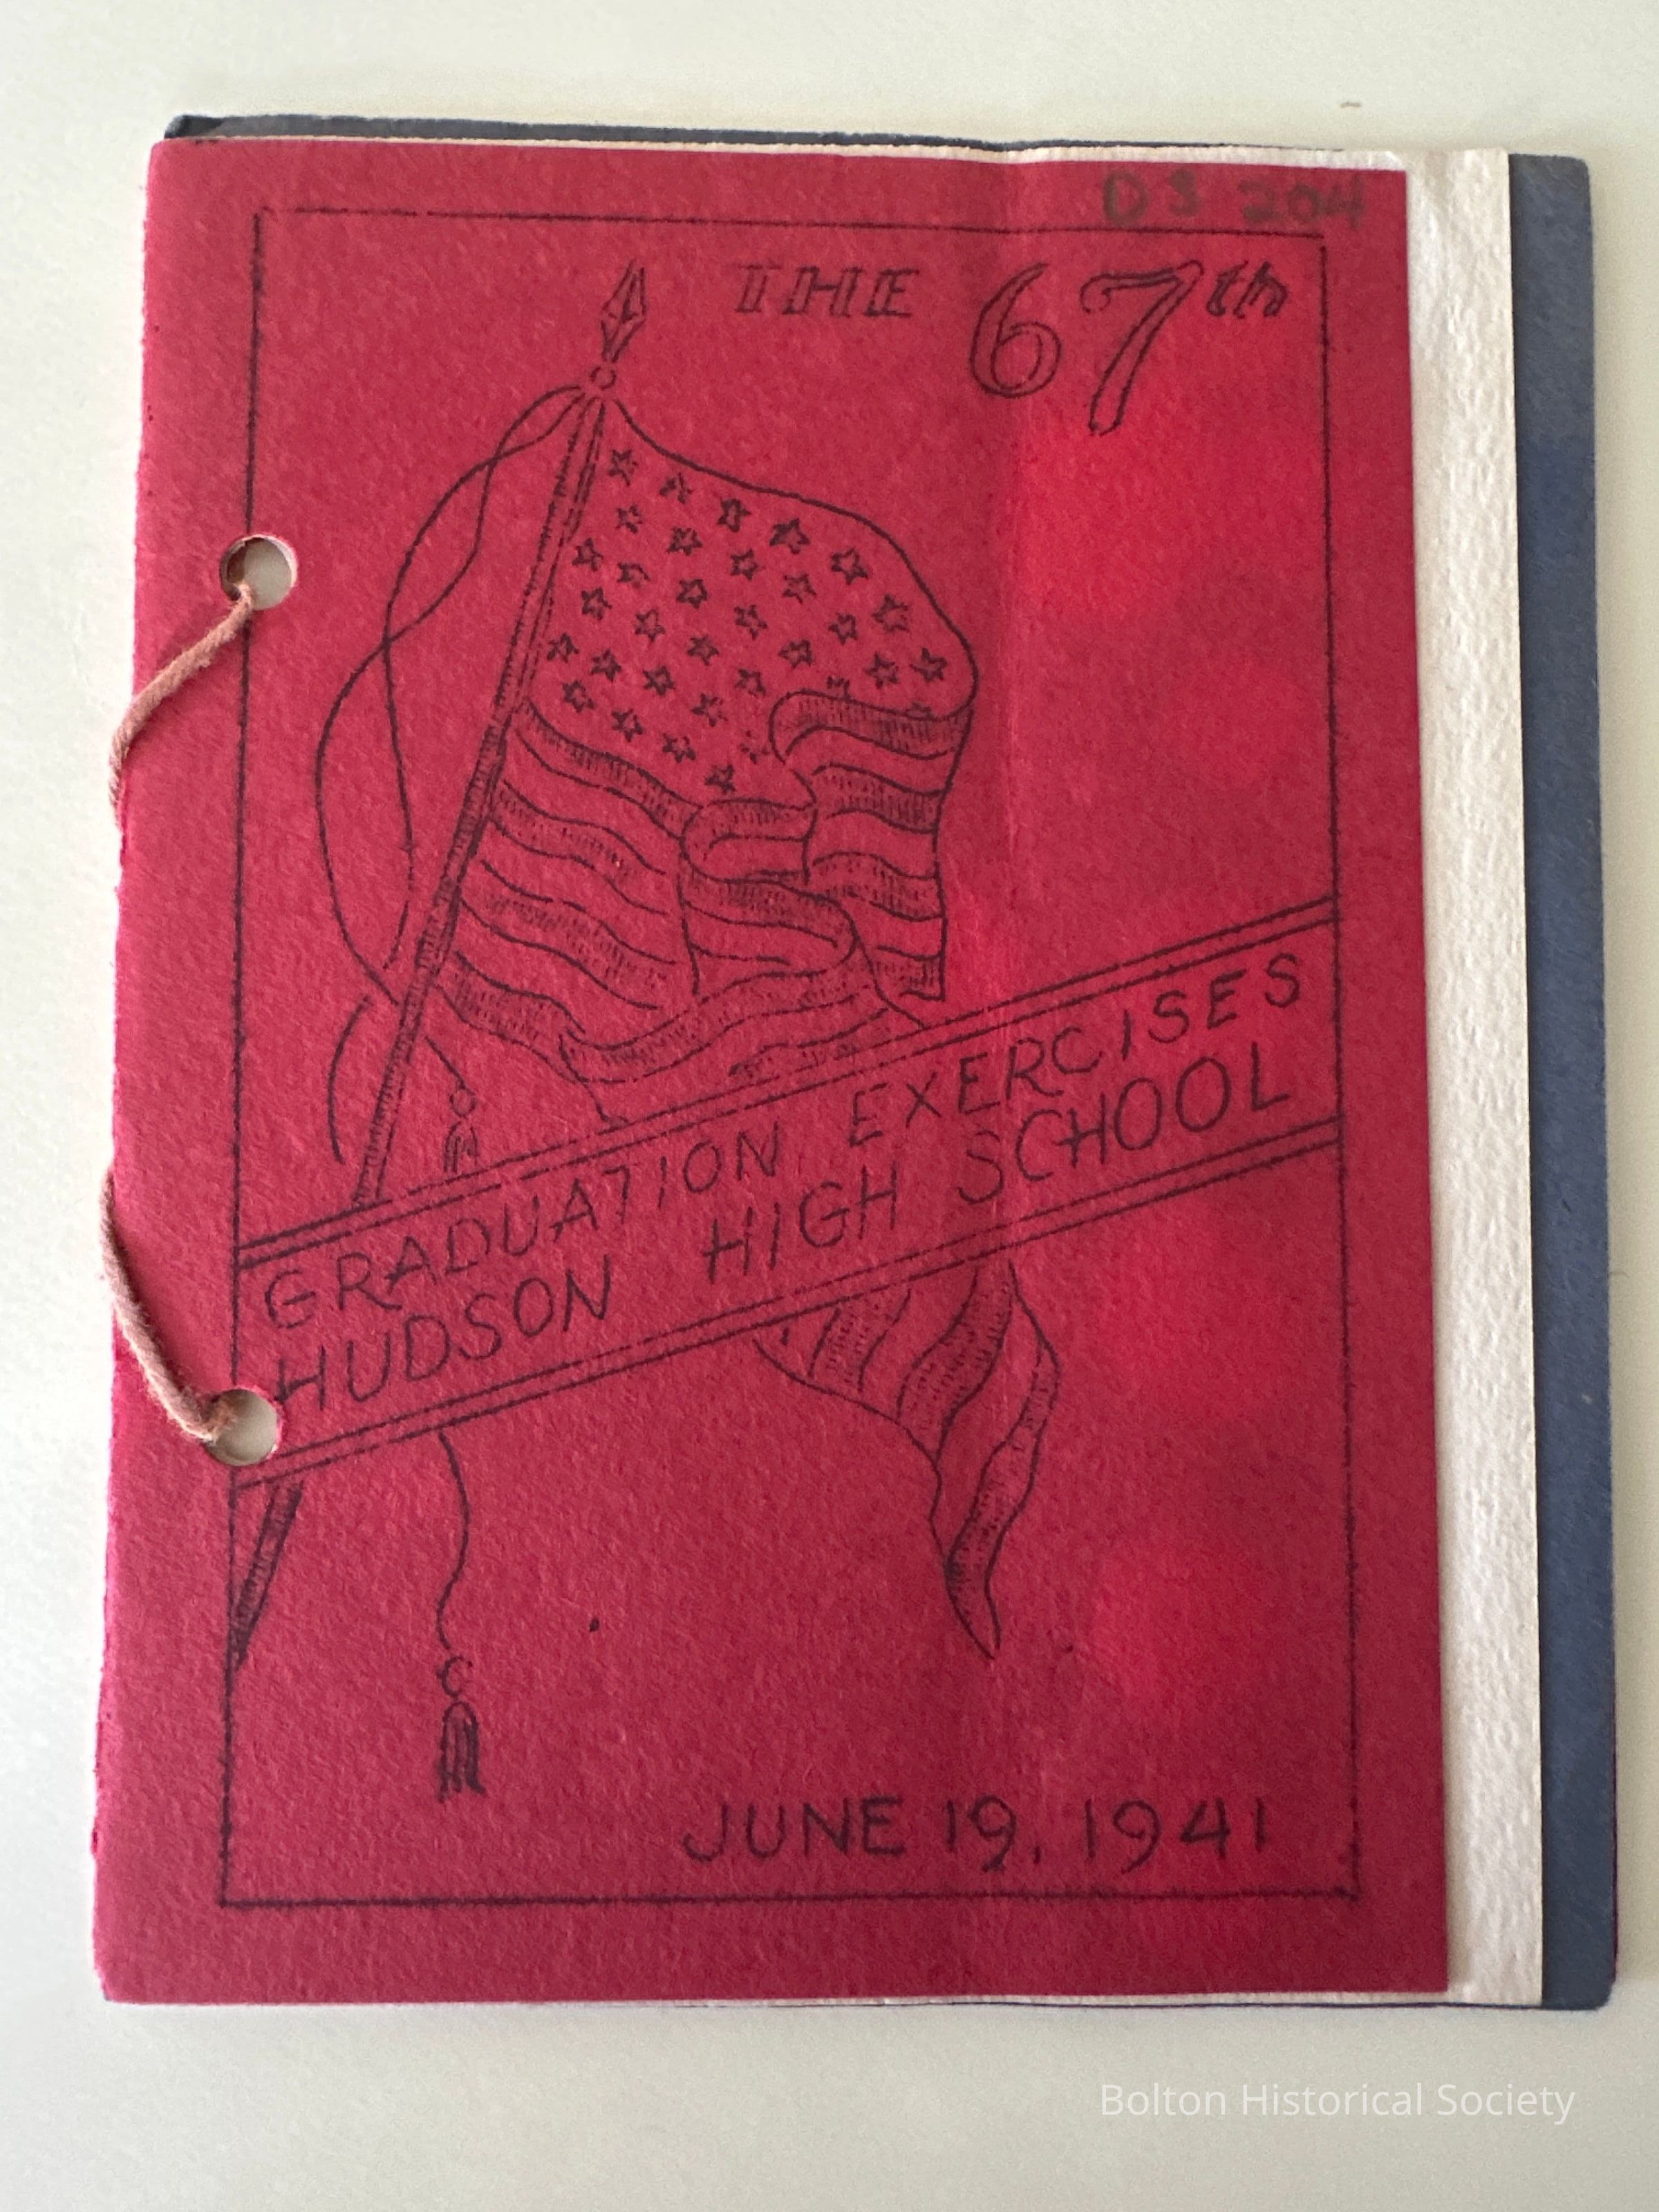 DS 204
THE 67th
GRADUATION EXERCISES
HUDSON HIGH SCHOOL
JUNE 19, 1941
Bolton Historical Society